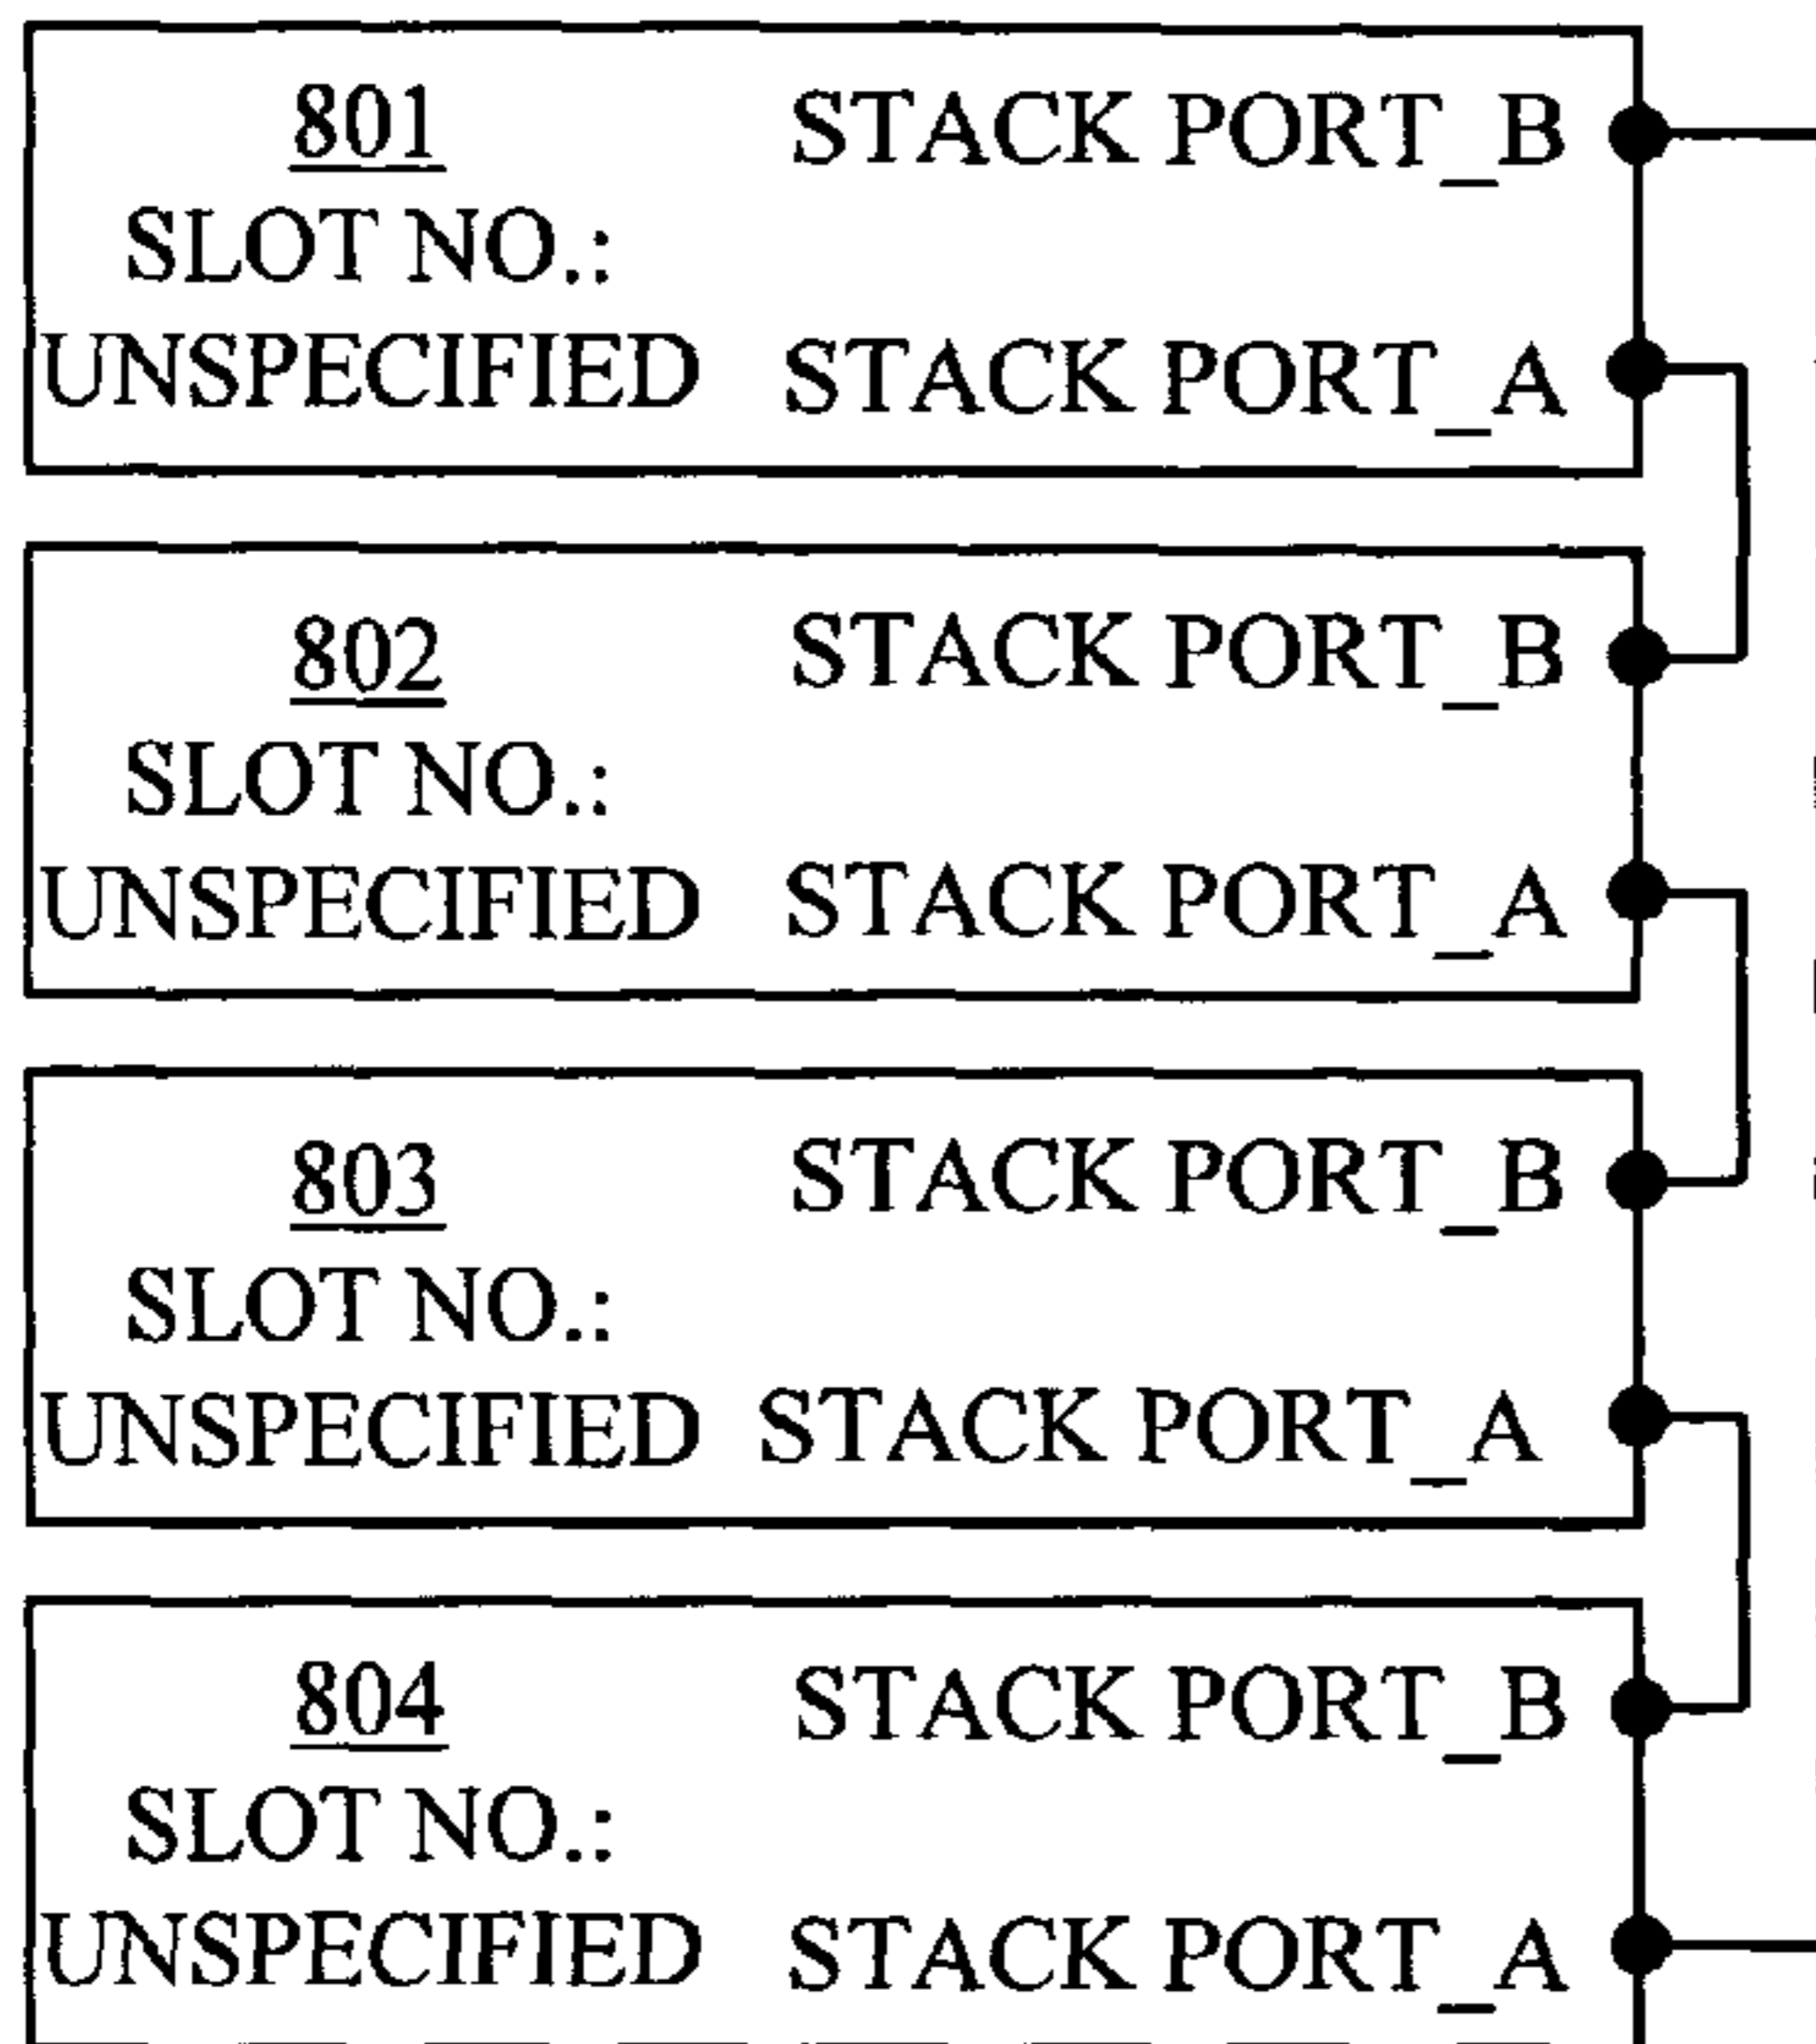 801 STACK PORT_B
SLOT NO.:
UNSPECIFIED STACK PORT_A
802 STACK PORT_B
SLOT NO.:
UNSPECIFIED STACK PORT_A
803 STACK PORT_B
SLOT NO.:
UNSPECIFIED STACK PORT_A
804 STACK PORT_B
SLOT NO.:
UNSPECIFIED STACK PORT_A